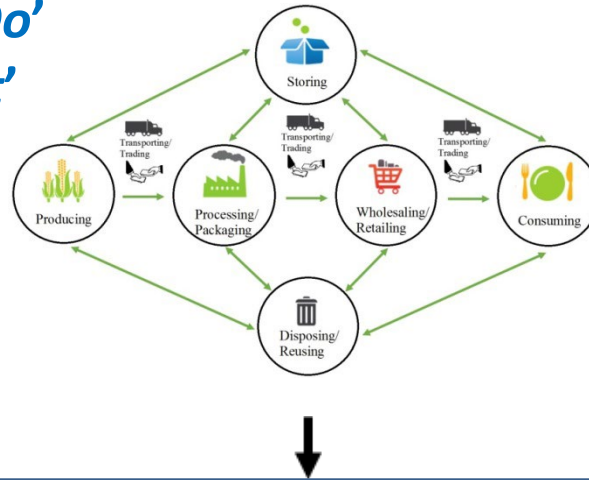 Storing
Transporting/
Trading
Transporting/
Trading
Transporting/
Trading
Producing
Processing/
Packaging
Wholesaling/
Retailing
Consuming
Disposing/
Reusing